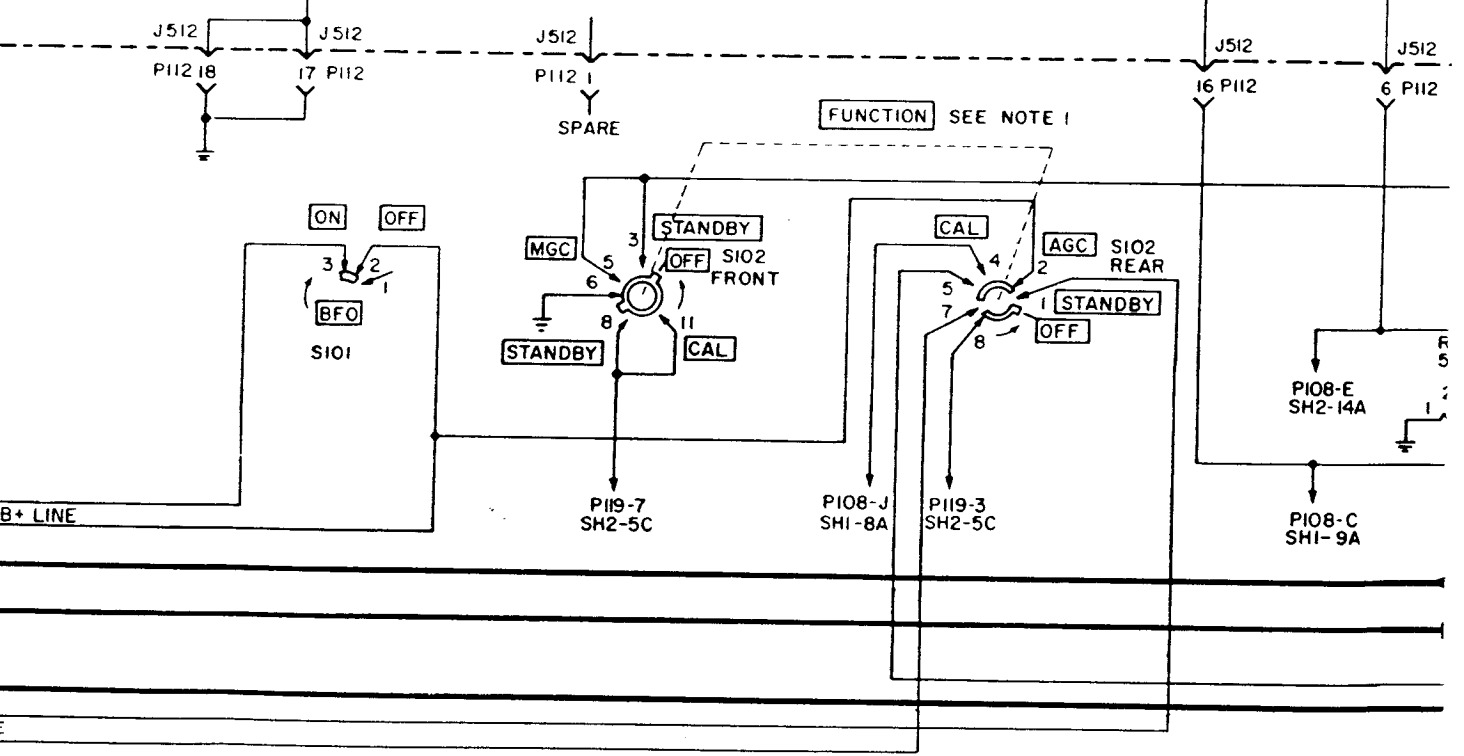 J512
J512
J512
J512
J512
P112 18
17 P112
P112 1
16 P112
6 P112
SPARE
FUNCTION SEE NOTE 1
ON OFF
3 2
1
BFO
S101
MGC
3
STANDBY
5
OFF S102
FRONT
6
8
11
STANDBY
CAL
CAL
4
AGC S102
REAR
2
5
1 STANDBY
7
OFF
8
P108-E
SH2-14A
R
5
2
1
B+ LINE
P119-7
SH2-5C
P108-J
SH1-8A
P119-3
SH2-5C
P108-C
SH1-9A
E